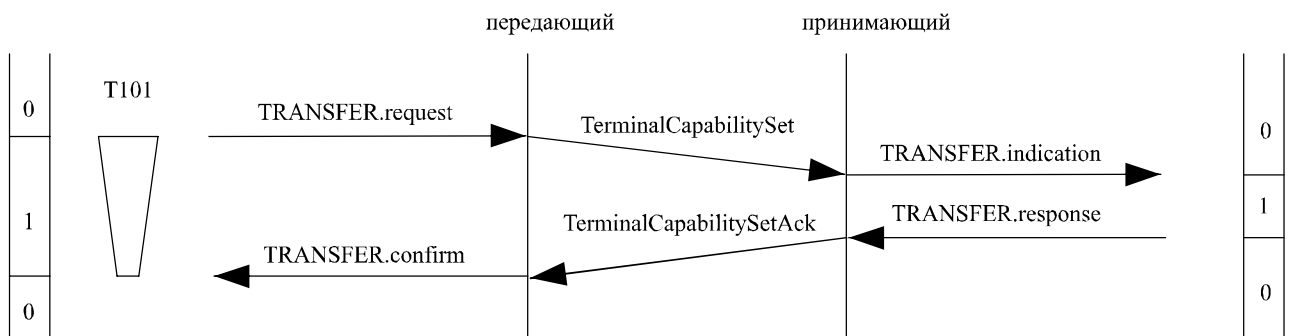 передающий
принимающий
T101
0
TRANSFER.request
TerminalCapabilitySet
0
TRANSFER.indication
1
TerminalCapabilitySetAck
TRANSFER.response
1
TRANSFER.confirm
0
0